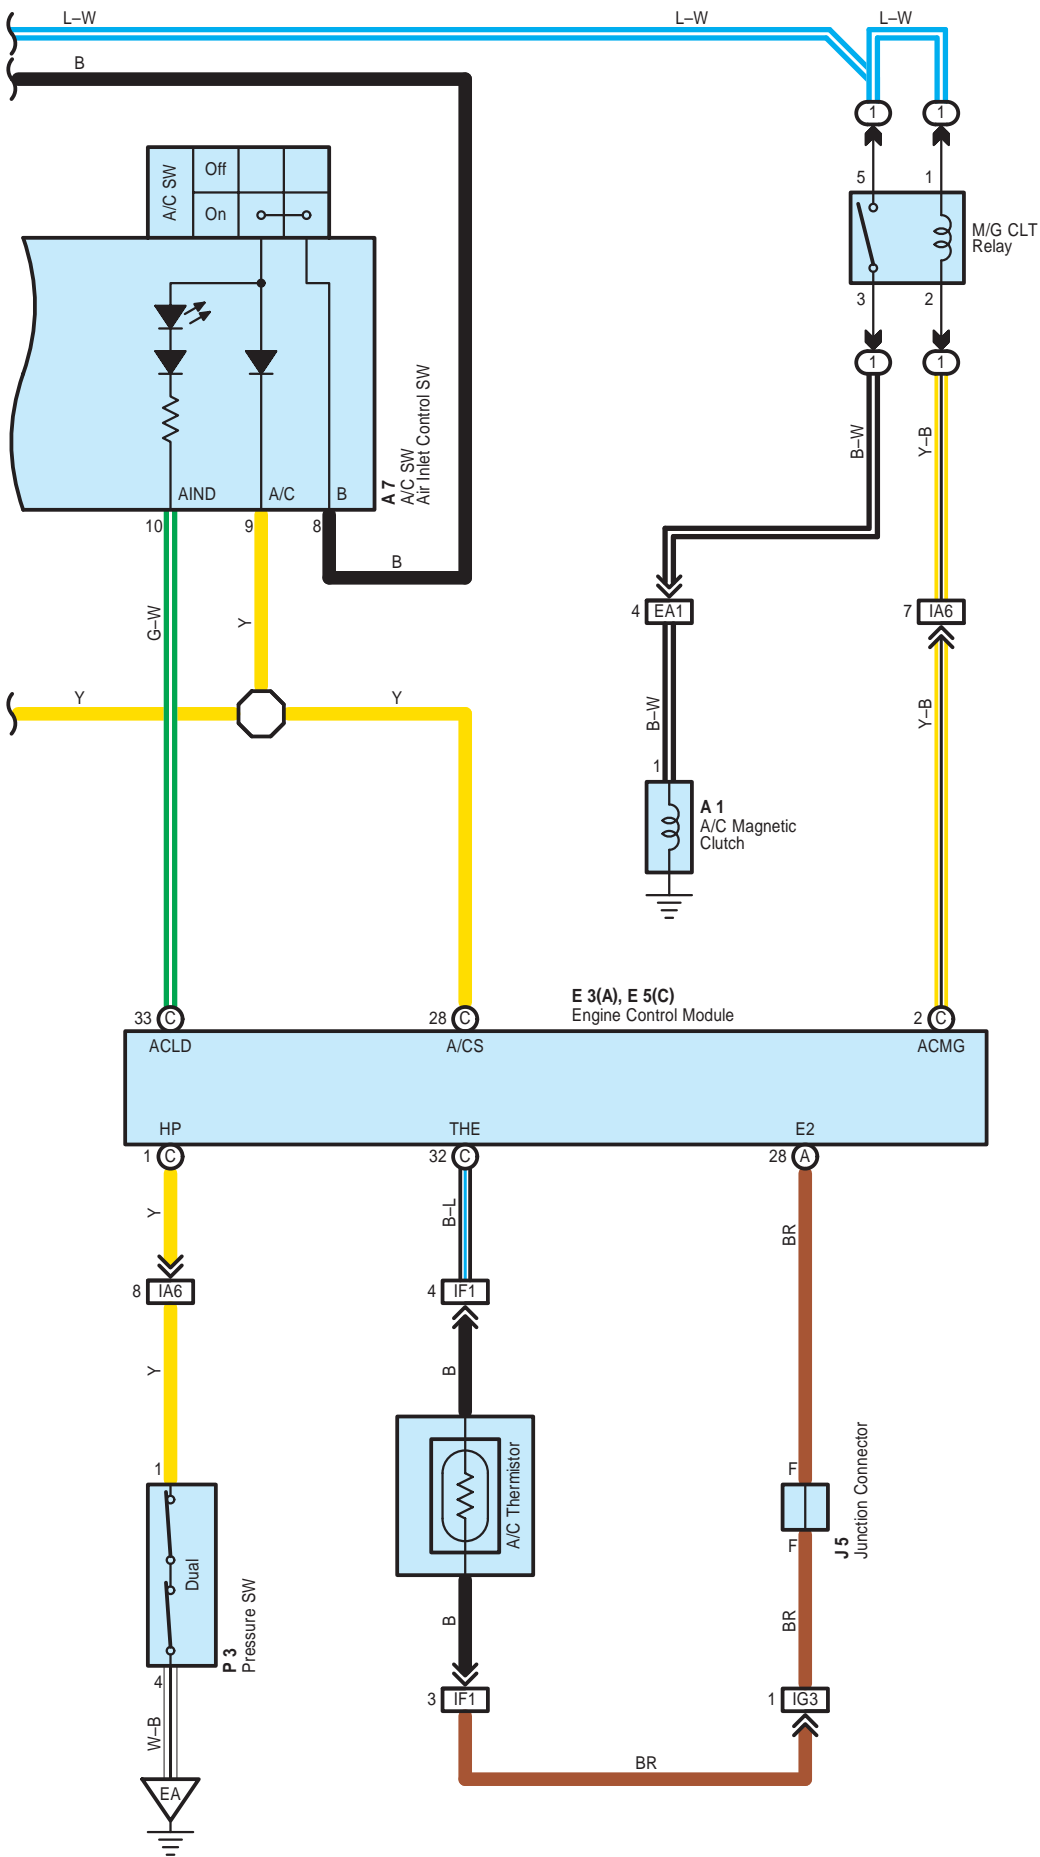 L–W
L–W
L–W
B
1
1
A/C SW
Off
On
5
1
M/G CLT
Relay
3
2
1
1
A 7
A/C SW
Air Inlet Control SW
AIND
A/C
B
10
9
8
B
B–W
Y–B
G–W
Y
4
EA1
7
IA6
Y
Y
B–W
Y–B
1
A 1
A/C Magnetic
Clutch
E 3(A), E 5(C)
Engine Control Module
33
C
28
C
2
C
ACLD
A/CS
ACMG
HP
THE
E2
1
C
32
C
28
A
Y
B–L
BR
8
IA6
4
IF1
Y
B
1
F
A/C Thermistor
J 5
Junction Connector
F
Dual
P 3
Pressure SW
B
BR
4
3
IF1
1
IG3
W–B
BR
EA